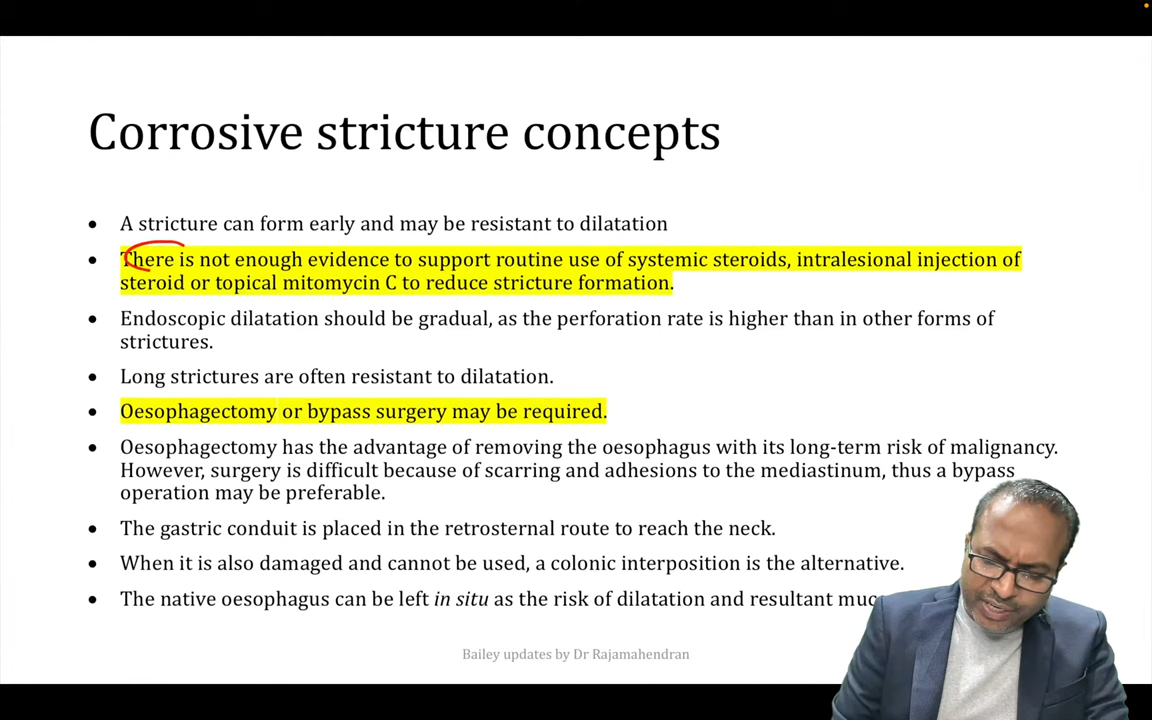 Corrosive stricture concepts
• A stricture can form early and may be resistant to dilatation
• There is not enough evidence to support routine use of systemic steroids, intralesional injection of
steroid or topical mitomycin C to reduce stricture formation.
• Endoscopic dilatation should be gradual, as the perforation rate is higher than in other forms of
strictures.
• Long strictures are often resistant to dilatation.
• Oesophagectomy or bypass surgery may be required.
• Oesophagectomy has the advantage of removing the oesophagus with its long-term risk of malignancy.
However, surgery is difficult because of scarring and adhesions to the mediastinum, thus a bypass
operation may be preferable.
• The gastric conduit is placed in the retrosternal route to reach the neck.
• When it is also damaged and cannot be used, a colonic interposition is the alternative.
• The native oesophagus can be left in situ as the risk of dilatation and resultant
Bailey updates by Dr Rajamahendran